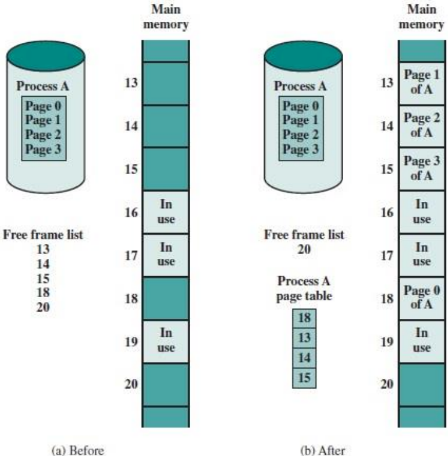 Main
memory
Process A
Page 0
Page 1
Page 2
Page 3
13
14
15
16
In
use
17
In
use
18
19
In
use
20
Free frame list
13
14
15
18
20
(a) Before
Main
memory
Process A
Page 0
Page 1
Page 2
Page 3
13
Page 1
of A
14
Page 2
of A
15
Page 3
of A
16
In
use
17
In
use
18
Page 0
of A
19
In
use
20
Free frame list
20
Process A
page table
18
13
14
15
(b) After